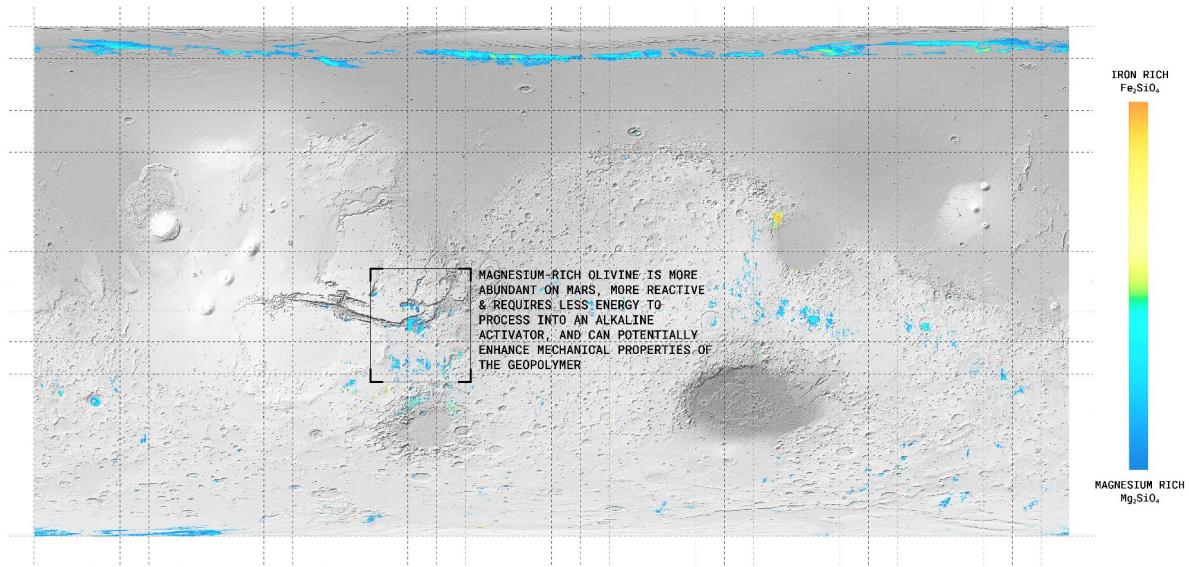 IRON RICH
Fe₂SiO₄
MAGNESIUM-RICH OLIVINE IS MORE
ABUNDANT ON MARS, MORE REACTIVE
& REQUIRES LESS ENERGY TO
PROCESS INTO AN ALKALINE
ACTIVATOR, AND CAN POTENTIALLY
ENHANCE MECHANICAL PROPERTIES OF
THE GEOPOLYMER
MAGNESIUM RICH
Mg₂SiO₄